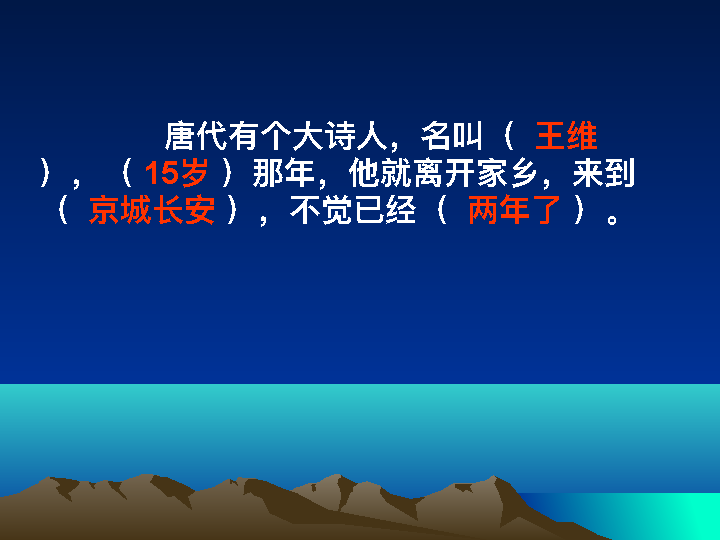 唐代有个大诗人，名叫（ 王维
），（ 15岁 ）那年，他就离开家乡，来到
（ 京城长安 ），不觉已经（ 两年了 ）。